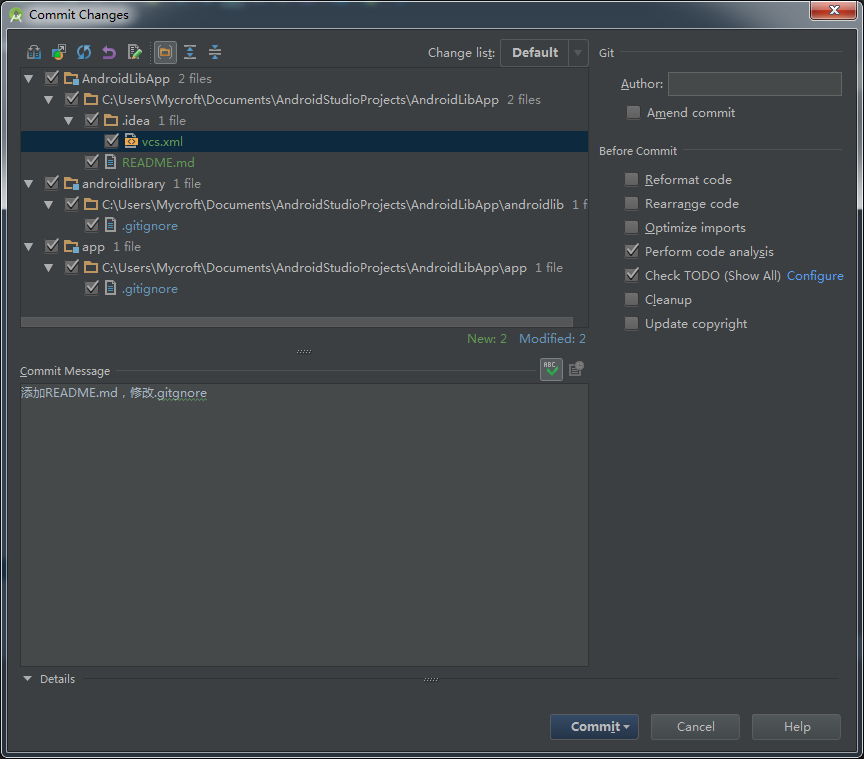 Commit Changes
Change list: Default
AndroidLibApp 2 files
C:\Users\Mycroft\Documents\AndroidStudioProjects\AndroidLibApp 2 files
.idea 1 file
vcs.xml
README.md
androidlibrary 1 file
C:\Users\Mycroft\Documents\AndroidStudioProjects\AndroidLibApp\androidlib 1 f
.gitignore
app 1 file
C:\Users\Mycroft\Documents\AndroidStudioProjects\AndroidLibApp\app 1 file
.gitignore
New: 2 Modified: 2
Commit Message
ABC
添加README.md，修改.gitgnore
Git
Author:
Amend commit
Before Commit
Reformat code
Rearrange code
Optimize imports
Perform code analysis
Check TODO (Show All) Configure
Cleanup
Update copyright
Details
Commit Cancel Help